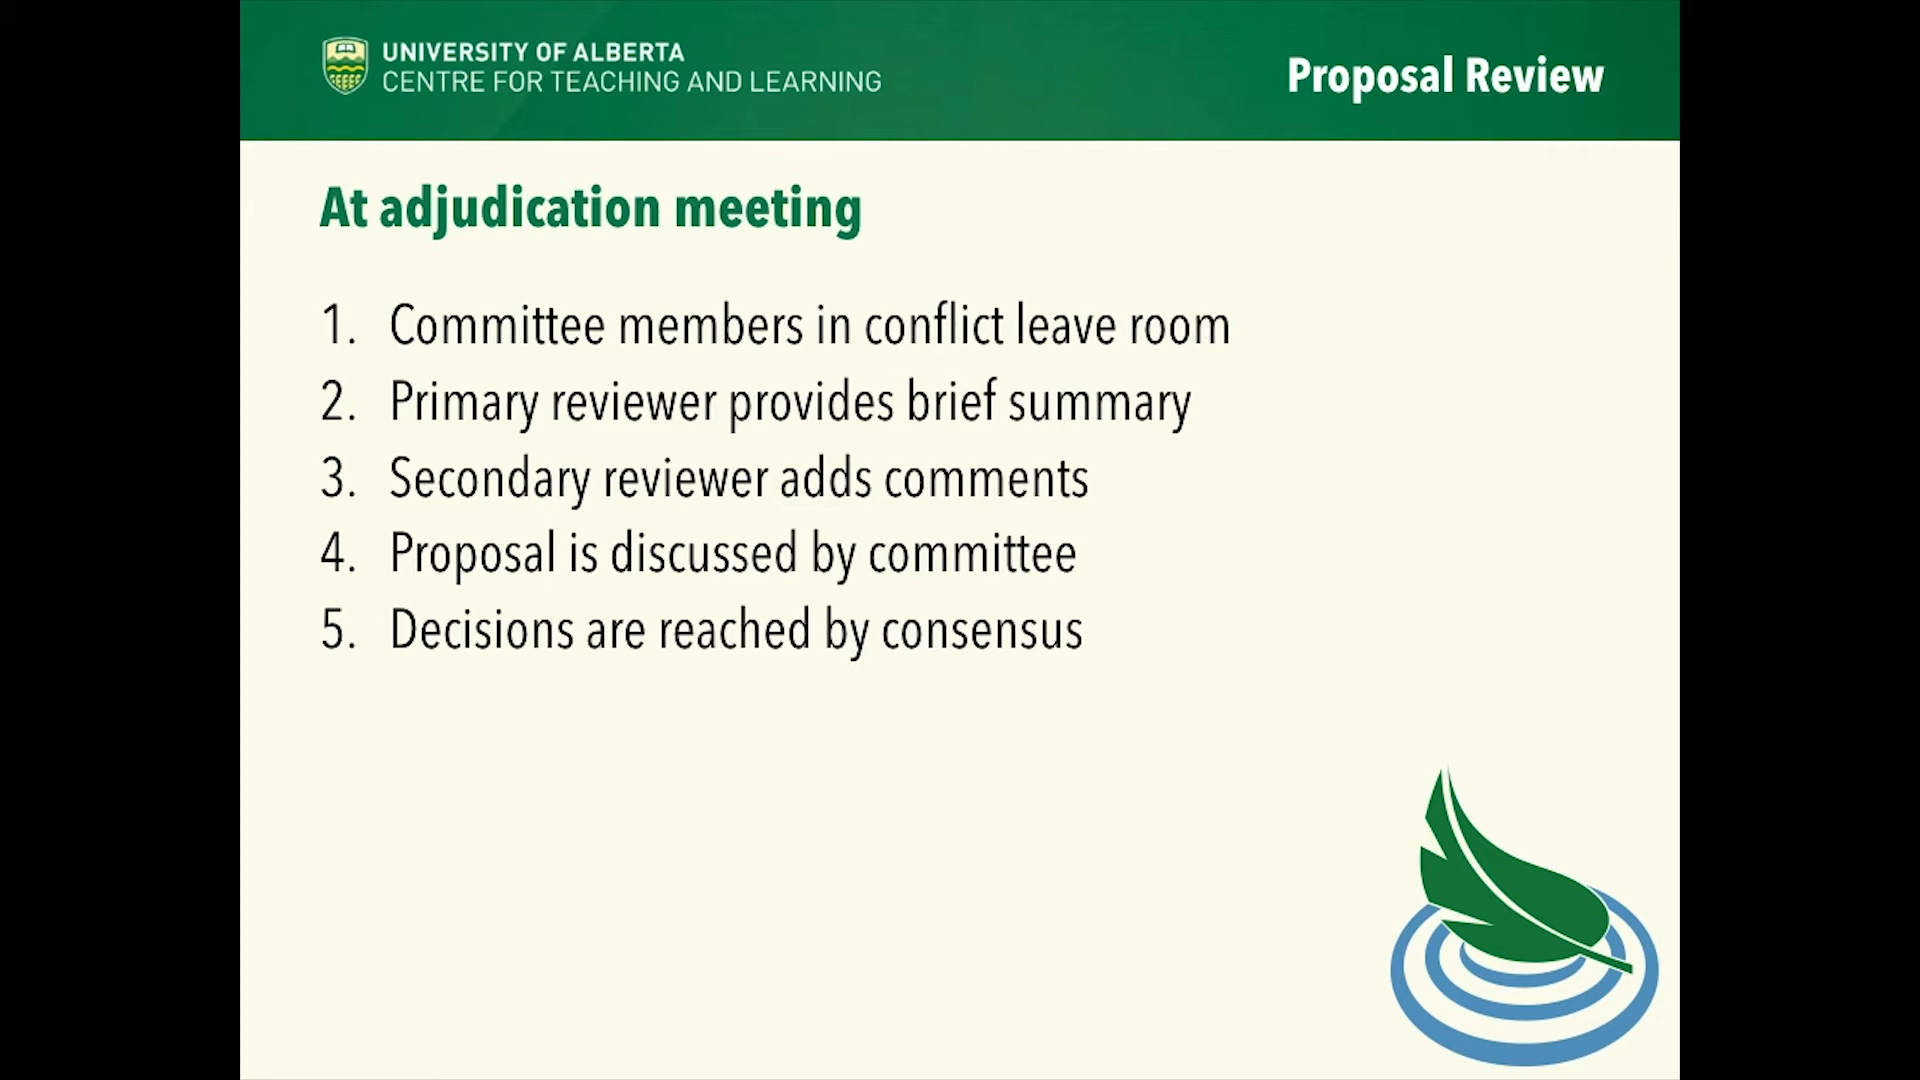 UNIVERSITY OF ALBERTA
CENTRE FOR TEACHING AND LEARNING
Proposal Review
At adjudication meeting
1. Committee members in conflict leave room
2. Primary reviewer provides brief summary
3. Secondary reviewer adds comments
4. Proposal is discussed by committee
5. Decisions are reached by consensus